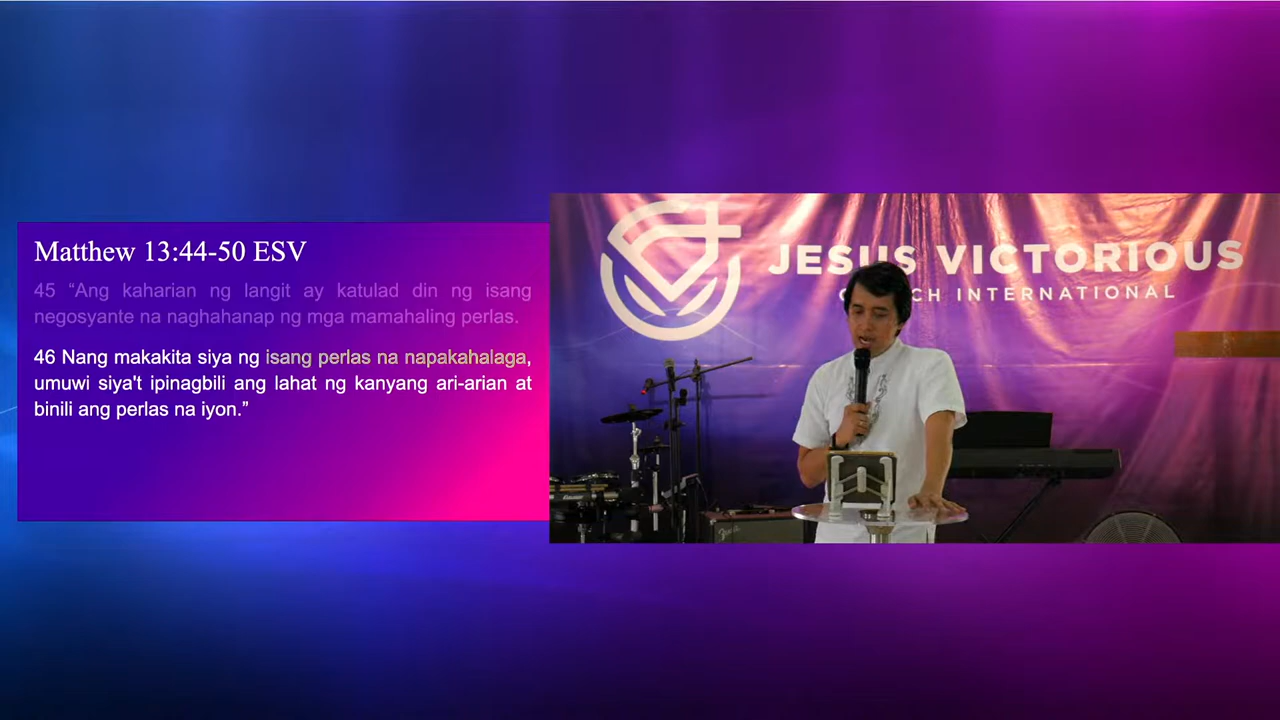 Matthew 13:44-50 ESV
45 “Ang kaharian ng langit ay katulad din ng isang
negosyante na naghahanap ng mga mamahaling perlas.
46 Nang makakita siya ng isang perlas na napakahalaga,
umuwi siya't ipinagbili ang lahat ng kanyang ari-arian at
binili ang perlas na iyon.”
JESUS VICTORIOUS
CH INTERNATIONAL
Fender